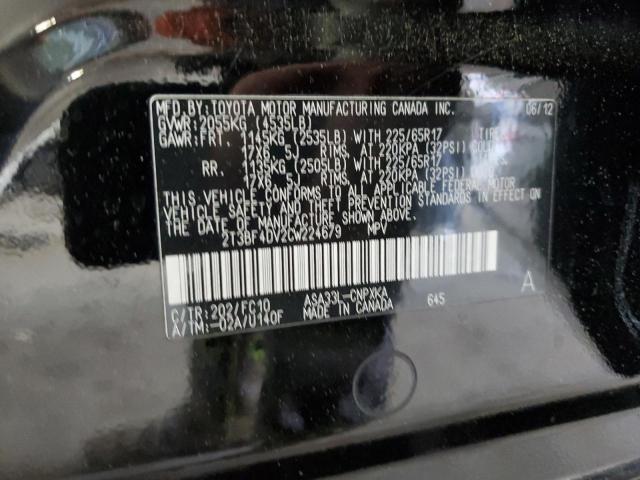 MFD.BY:TOYOTA MOTOR MANUFACTURING CANADA INC. 06/12
GVWR:2055KG (4535LB)
GAWR:FRT. 1145KG (2535LB) WITH 225/65R17 TIRES,
17X6.5J RIMS, AT 220KPA (32PSI) COLD
RR. 1135KG (2505LB) WITH 225/65R17
17X6.5J RIMS, AT 220KPA (32PSI) COLD
THIS VEHICLE CONFORMS TO ALL APPLICABLE FEDERAL MOTOR
VEHICLE SAFETY AND THEFT PREVENTION STANDARDS IN EFFECT ON
THE DATE OF MANUFACTURE SHOWN ABOVE.
2T3BF4DV2CW224679 MPV
A
C/TR:202/FC10 ASA33L-CNPXKA 645
A/TM:-02A/U140F MADE IN CANADA